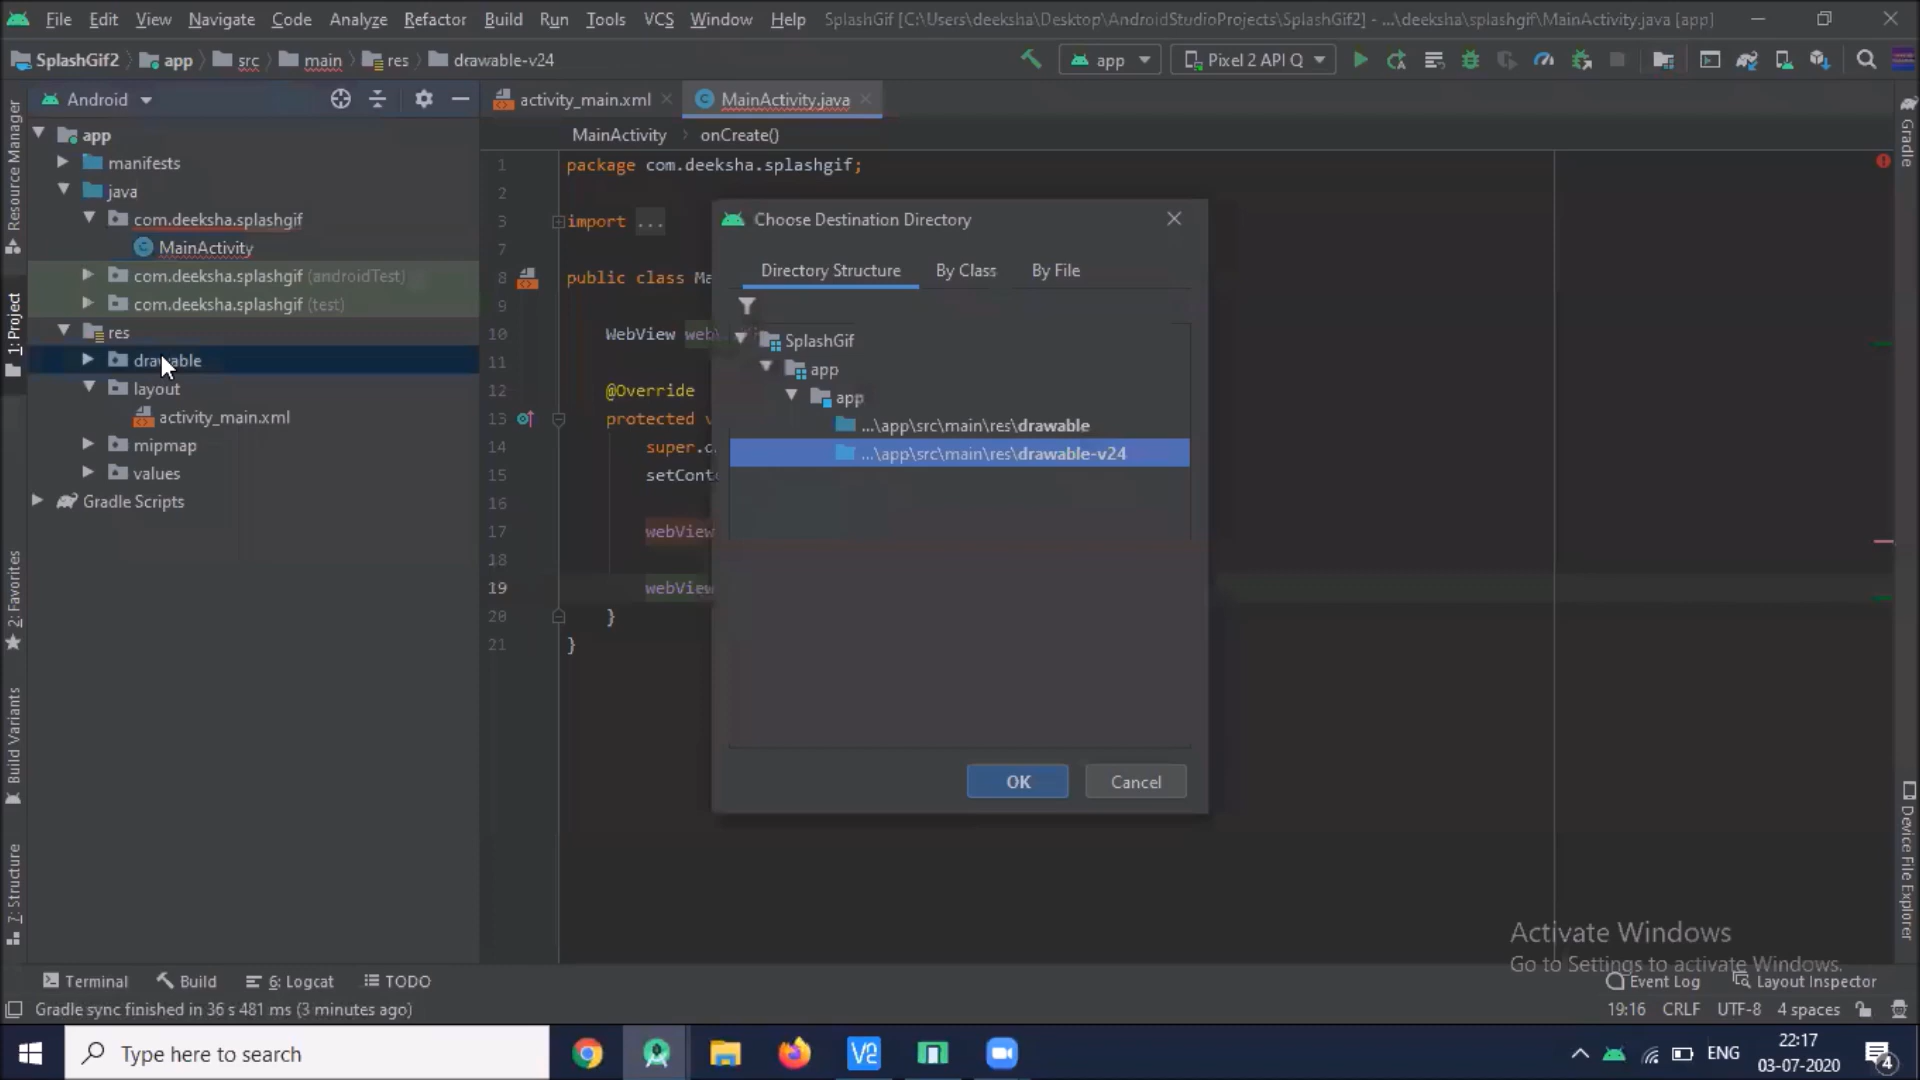 File Edit View Navigate Code Analyze Refactor Build Run Tools VCS Window Help SplashGif [C:\Users\deeksha\Desktop\AndroidStudioProjects\SplashGif2] - ...\deeksha\splashgif\MainActivity.java [app]
SplashGif2 app src main res drawable-v24 app Pixel 2 API Q
Android activity_main.xml MainActivity.java
MainActivity onCreate()
app
manifests
java
com.deeksha.splashgif
MainActivity
com.deeksha.splashgif (androidTest)
com.deeksha.splashgif (test)
res
drawable
layout
activity_main.xml
mipmap
values
Gradle Scripts
Resource Manager
1: Project
2: Favorites
Build Variants
7: Structure
1 package com.deeksha.splashgif;
2
3 import ...
7
8 public class Ma
9
10 WebView web
11
12 @Override
13 protected v
14 super.
15 setConte
16
17 webView
18
19 webView
20 }
21 }
Choose Destination Directory
Directory Structure By Class By File
SplashGif
app
app
...\app\src\main\res\drawable
...\app\src\main\res\drawable-v24
OK Cancel
Gradle
Device File Explorer
Activate Windows
Go to Settings to activate Windows.
Terminal Build 6: Logcat TODO Event Log Layout Inspector
Gradle sync finished in 36 s 481 ms (3 minutes ago) 19:16 CRLF UTF-8 4 spaces
Type here to search V2 ENG 22:17
03-07-2020 4